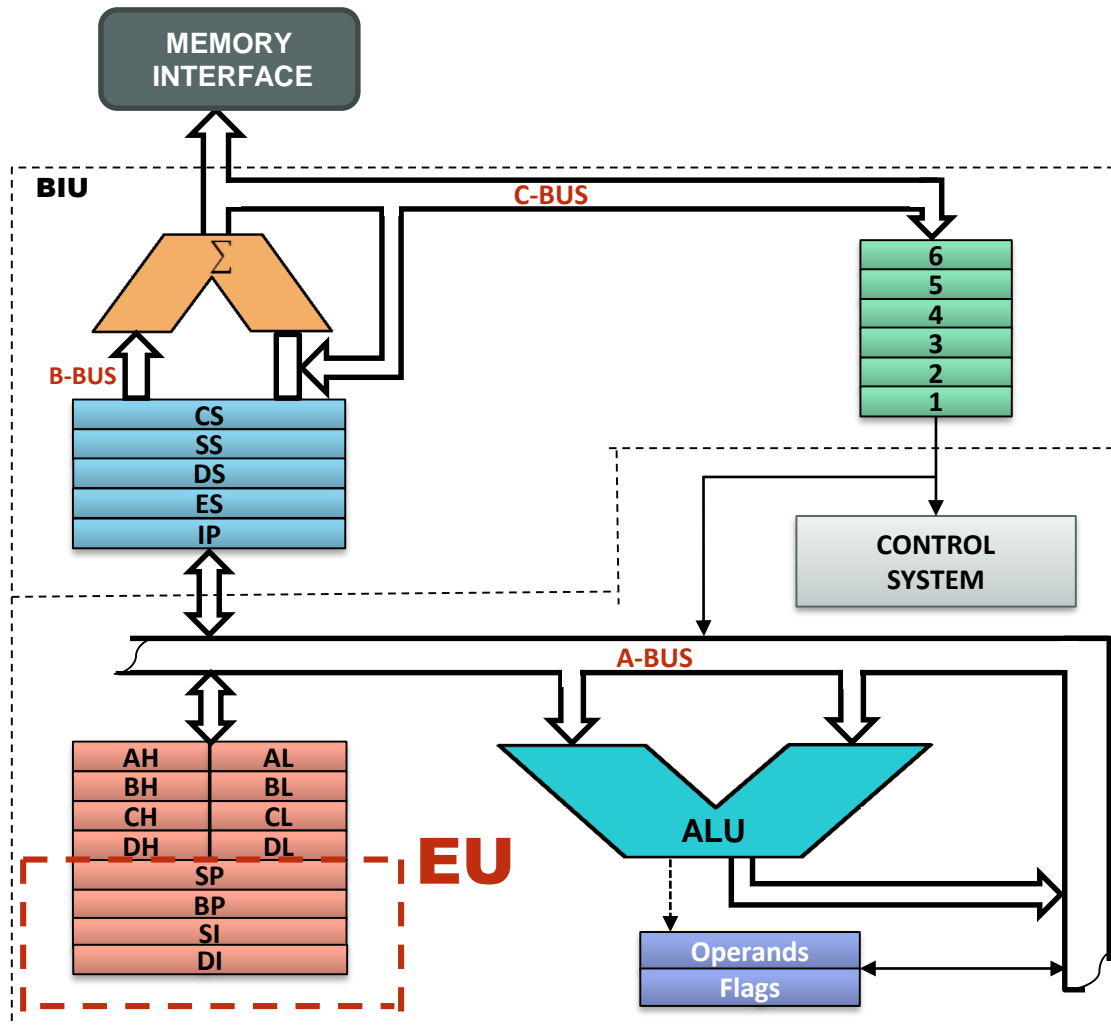 MEMORY
INTERFACE
BIU
C-BUS
Σ
6
5
4
3
2
1
B-BUS
CS
SS
DS
ES
IP
CONTROL
SYSTEM
A-BUS
AH AL
BH BL
CH CL
DH DL
SP
BP
SI
DI
EU
ALU
Operands
Flags